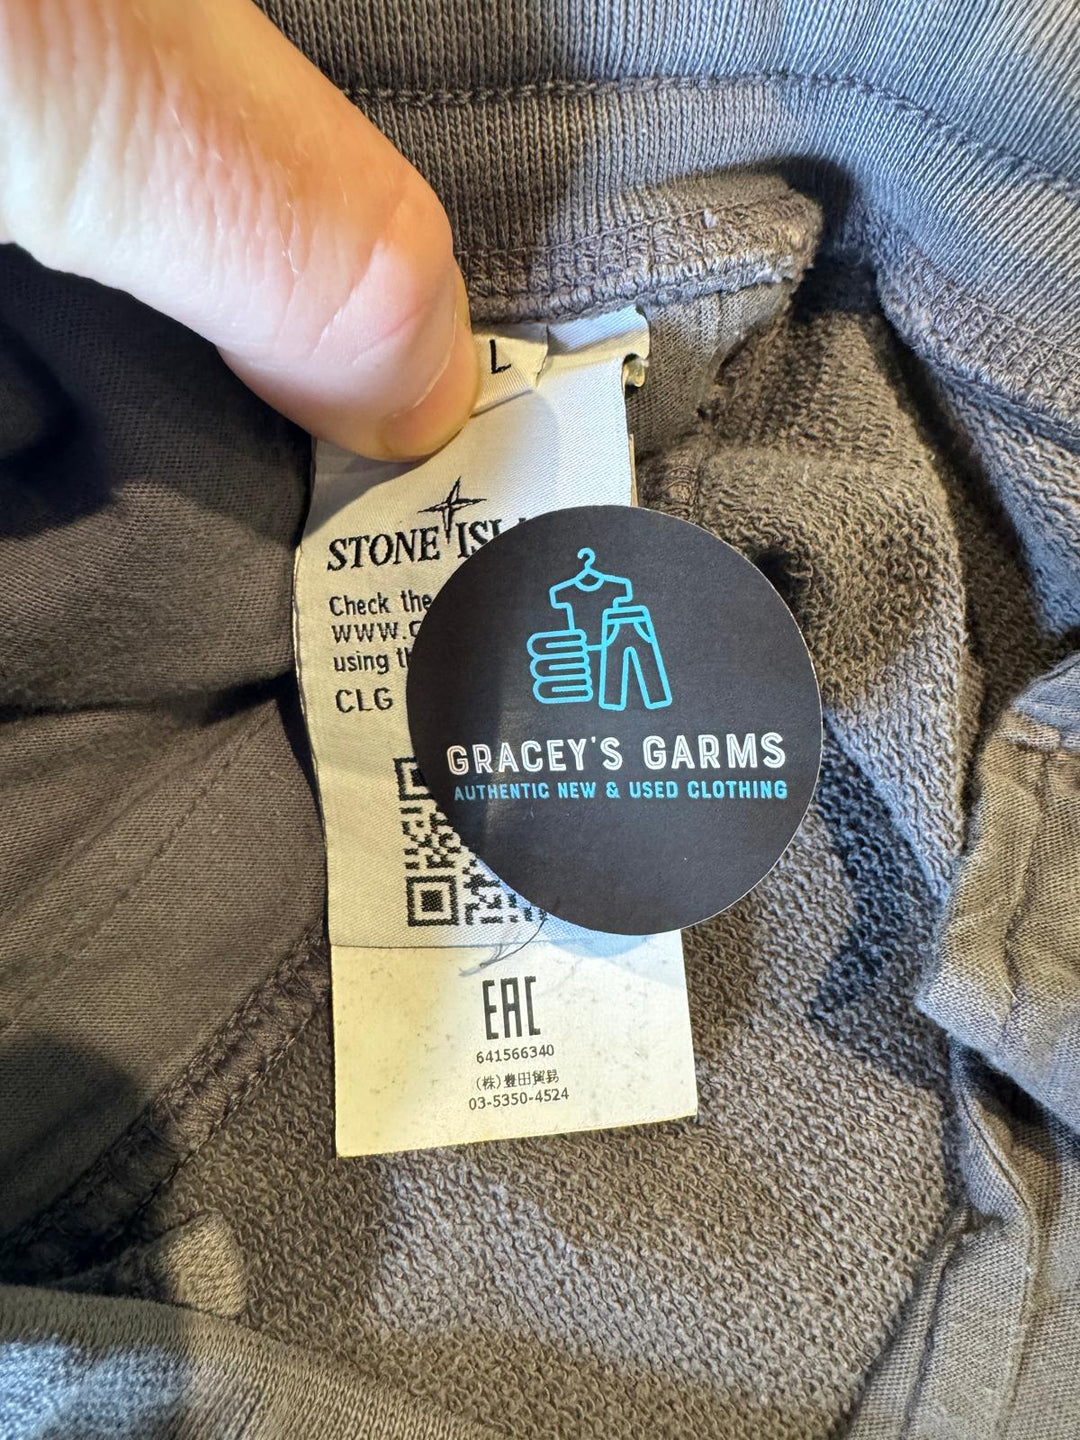 L
STONE ISL
Check the
www.c
using th
CLG
GRACEY'S GARMS
AUTHENTIC NEW & USED CLOTHING
EAC
641566340
(株)豊田貿易
03-5350-4524